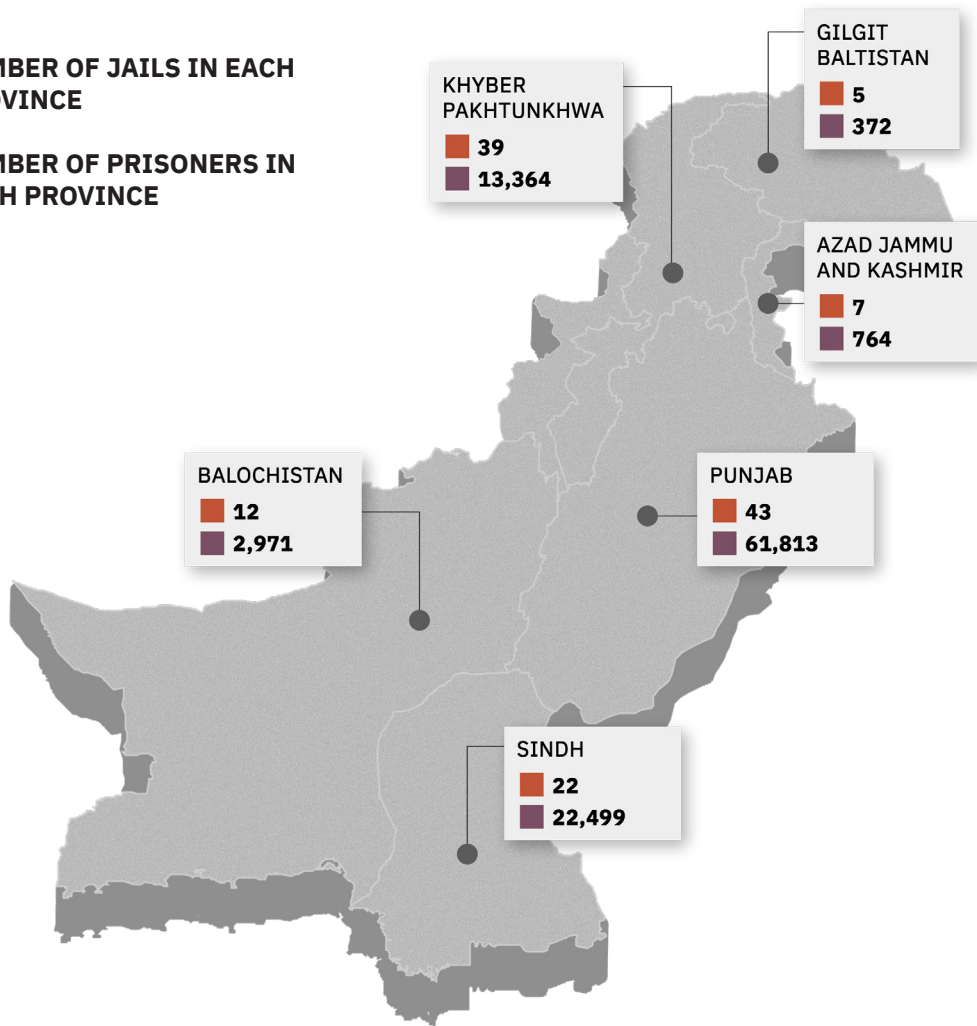 MBER OF JAILS IN EACH
OVINCE
MBER OF PRISONERS IN
H PROVINCE
GILGIT
BALTISTAN
5
372
KHYBER
PAKHTUNKHWA
39
13,364
AZAD JAMMU
AND KASHMIR
7
764
BALOCHISTAN
12
2,971
PUNJAB
43
61,813
SINDH
22
22,499